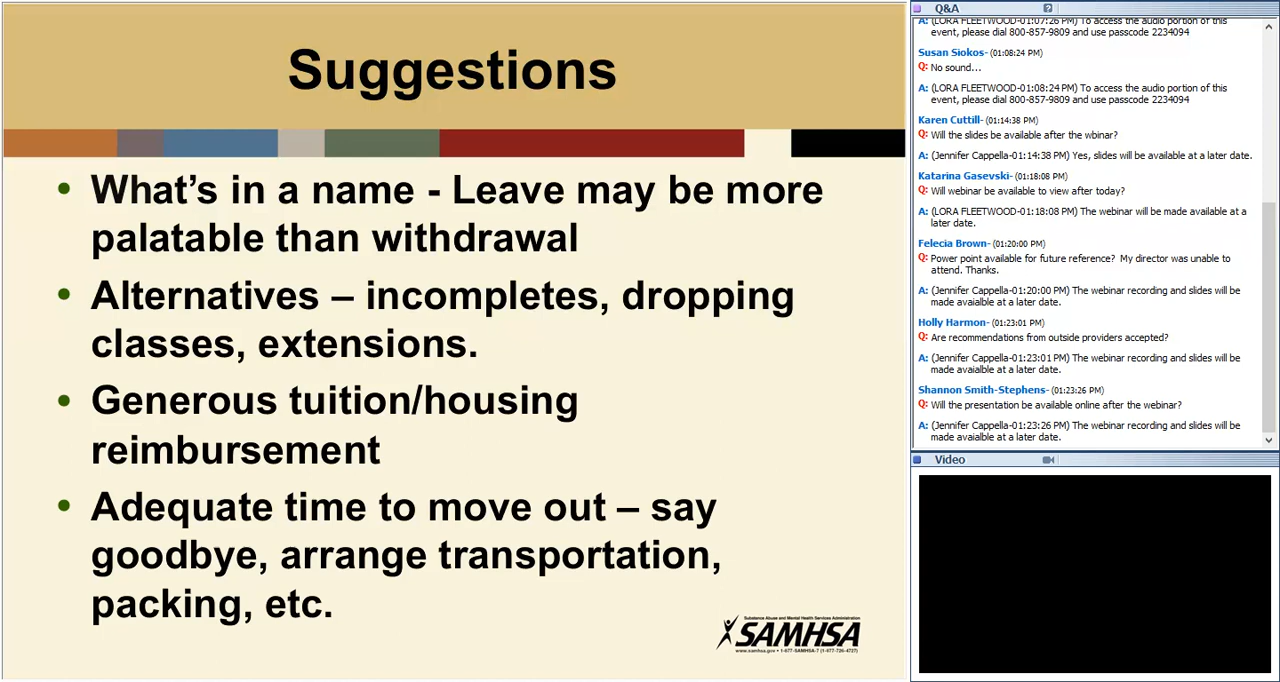 Suggestions
• What’s in a name - Leave may be more
palatable than withdrawal
• Alternatives – incompletes, dropping
classes, extensions.
• Generous tuition/housing
reimbursement
• Adequate time to move out – say
goodbye, arrange transportation,
packing, etc.
Substance Abuse and Mental Health Services Administration
SAMHSA
www.samhsa.gov • 1-877-SAMHSA-7 (1-877-726-4727)
Q&A
A: (LORA FLEETWOOD-01:07:26 PM) To access the audio portion of this
event, please dial 800-857-9809 and use passcode 2234094
Susan Siokos- (01:08:24 PM)
Q: No sound...
A: (LORA FLEETWOOD-01:08:24 PM) To access the audio portion of this
event, please dial 800-857-9809 and use passcode 2234094
Karen Cuttill- (01:14:38 PM)
Q: Will the slides be available after the wbinar?
A: (Jennifer Cappella-01:14:38 PM) Yes, slides will be available at a later date.
Katarina Gasevski- (01:18:08 PM)
Q: Will webinar be available to view after today?
A: (LORA FLEETWOOD-01:18:08 PM) The webinar will be made available at a
later date.
Felecia Brown- (01:20:00 PM)
Q: Power point available for future reference? My director was unable to
attend. Thanks.
A: (Jennifer Cappella-01:20:00 PM) The webinar recording and slides will be
made avaialble at a later date.
Holly Harmon- (01:23:01 PM)
Q: Are recommendations from outside providers accepted?
A: (Jennifer Cappella-01:23:01 PM) The webinar recording and slides will be
made avaialble at a later date.
Shannon Smith-Stephens- (01:23:26 PM)
Q: Will the presentation be available online after the webinar?
A: (Jennifer Cappella-01:23:26 PM) The webinar recording and slides will be
made avaialble at a later date.
Video